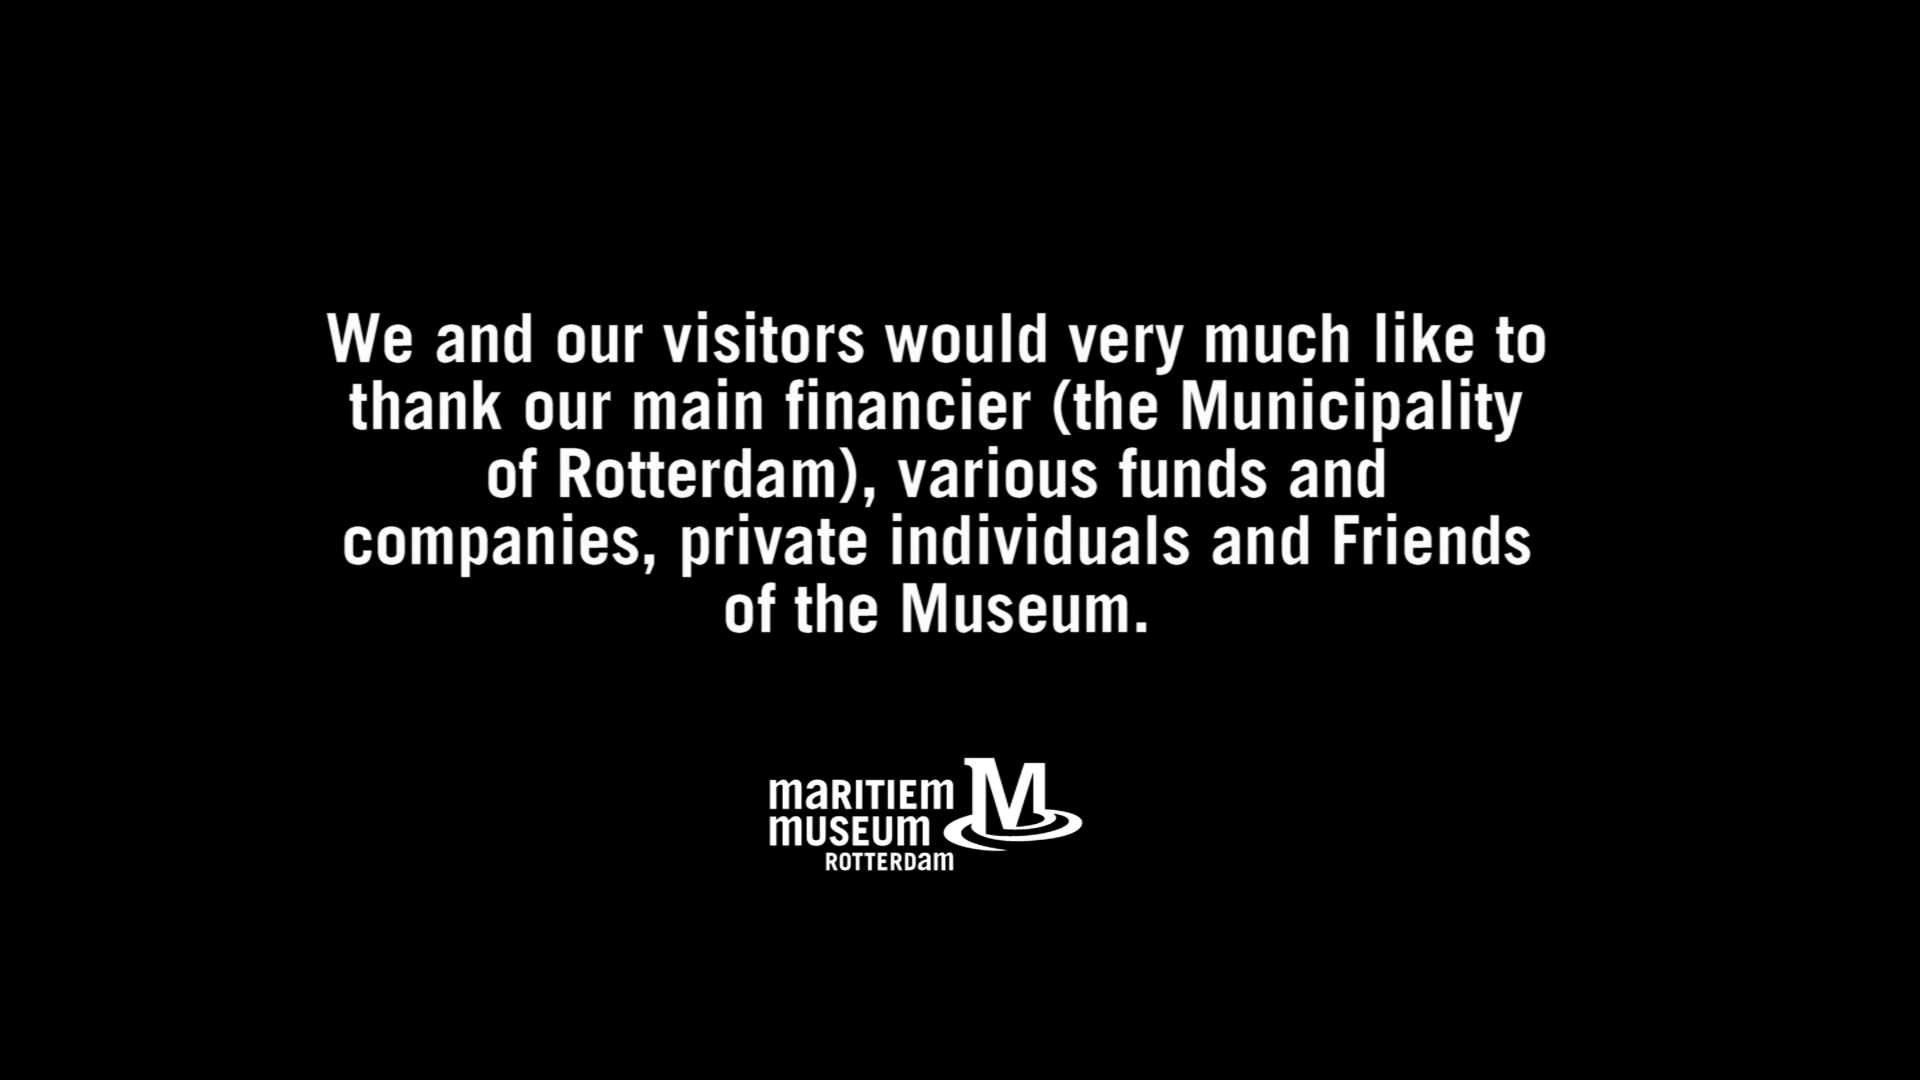 We and our visitors would very much like to
thank our main financier (the Municipality
of Rotterdam), various funds and
companies, private individuals and Friends
of the Museum.
maRITIEm
museum
ROTTERDam
M